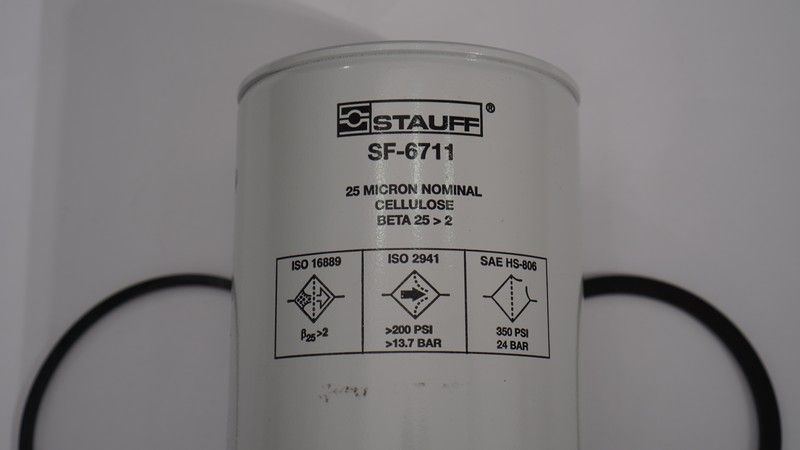 STAUFF®
SF-6711
25 MICRON NOMINAL
CELLULOSE
BETA 25 > 2
ISO 16889
β25>2
ISO 2941
>200 PSI
>13.7 BAR
SAE HS-806
350 PSI
24 BAR